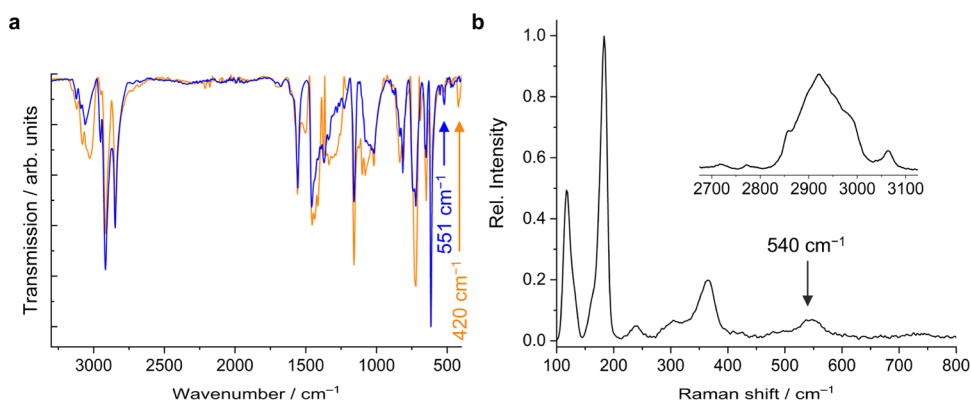 a
Transmission / arb. units
3000 2500 2000 1500 1000 500
Wavenumber / cm⁻¹
551 cm⁻¹
420 cm⁻¹
b
Rel. Intensity
1.0
0.8
0.6
0.4
0.2
0.0
100 200 300 400 500 600 700 800
Raman shift / cm⁻¹
2700 2800 2900 3000 3100
540 cm⁻¹